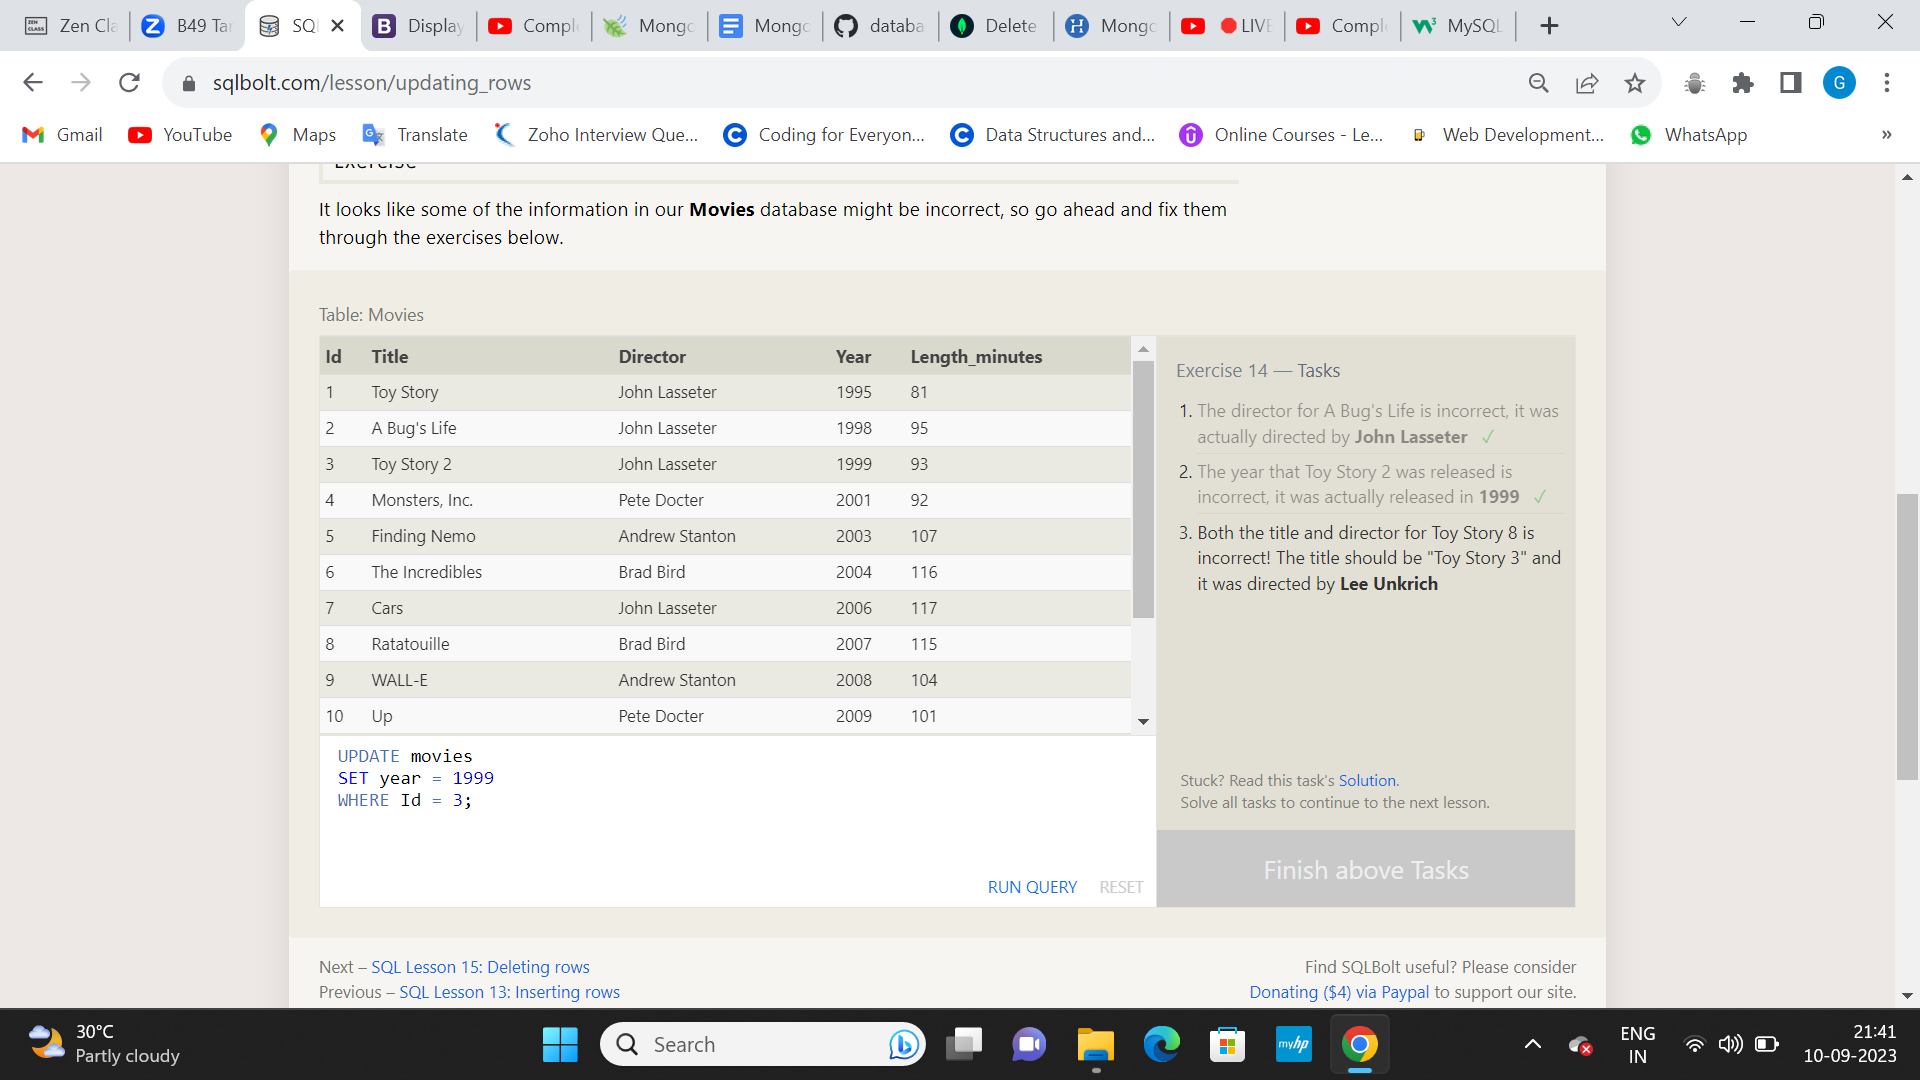 Zen Cla
B49 Tar
SQ
Display
Compl
Mongo
Mongo
databa
Delete
Mongo
LIVE
Compl
MySQL
sqlbolt.com/lesson/updating_rows
G
Gmail
YouTube
Maps
Translate
Zoho Interview Que...
Coding for Everyon...
Data Structures and...
Online Courses - Le...
Web Development...
WhatsApp
»
Exercise
It looks like some of the information in our Movies database might be incorrect, so go ahead and fix them
through the exercises below.
Table: Movies
Id Title Director Year Length_minutes
1 Toy Story John Lasseter 1995 81
2 A Bug's Life John Lasseter 1998 95
3 Toy Story 2 John Lasseter 1999 93
4 Monsters, Inc. Pete Docter 2001 92
5 Finding Nemo Andrew Stanton 2003 107
6 The Incredibles Brad Bird 2004 116
7 Cars John Lasseter 2006 117
8 Ratatouille Brad Bird 2007 115
9 WALL-E Andrew Stanton 2008 104
10 Up Pete Docter 2009 101
UPDATE movies
SET year = 1999
WHERE Id = 3;
RUN QUERY RESET
Exercise 14 — Tasks
1. The director for A Bug's Life is incorrect, it was
actually directed by John Lasseter ✓
2. The year that Toy Story 2 was released is
incorrect, it was actually released in 1999 ✓
3. Both the title and director for Toy Story 8 is
incorrect! The title should be "Toy Story 3" and
it was directed by Lee Unkrich
Stuck? Read this task's Solution.
Solve all tasks to continue to the next lesson.
Finish above Tasks
Next – SQL Lesson 15: Deleting rows
Previous – SQL Lesson 13: Inserting rows
Find SQLBolt useful? Please consider
Donating ($4) via Paypal to support our site.
30°C
Partly cloudy
Search
myhp
ENG
IN
21:41
10-09-2023